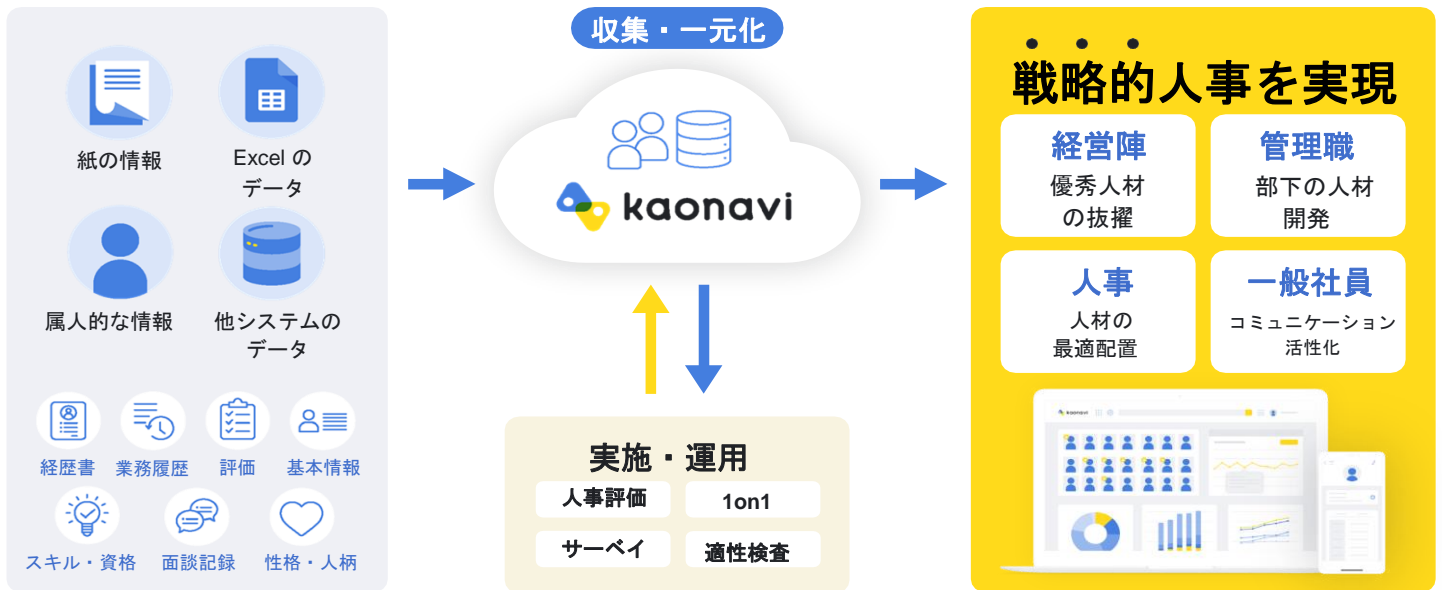 紙の情報
Excel の
データ
属人的な情報
他システムの
データ
経歴書
業務履歴
評価
基本情報
スキル・資格
面談記録
性格・人柄
収集・一元化
kaonavi
実施・運用
人事評価
1on1
サーベイ
適性検査
戦略的人事を実現
経営陣
優秀人材
の抜擢
管理職
部下の人材
開発
人事
人材の
最適配置
一般社員
コミュニケーション
活性化
kaonavi